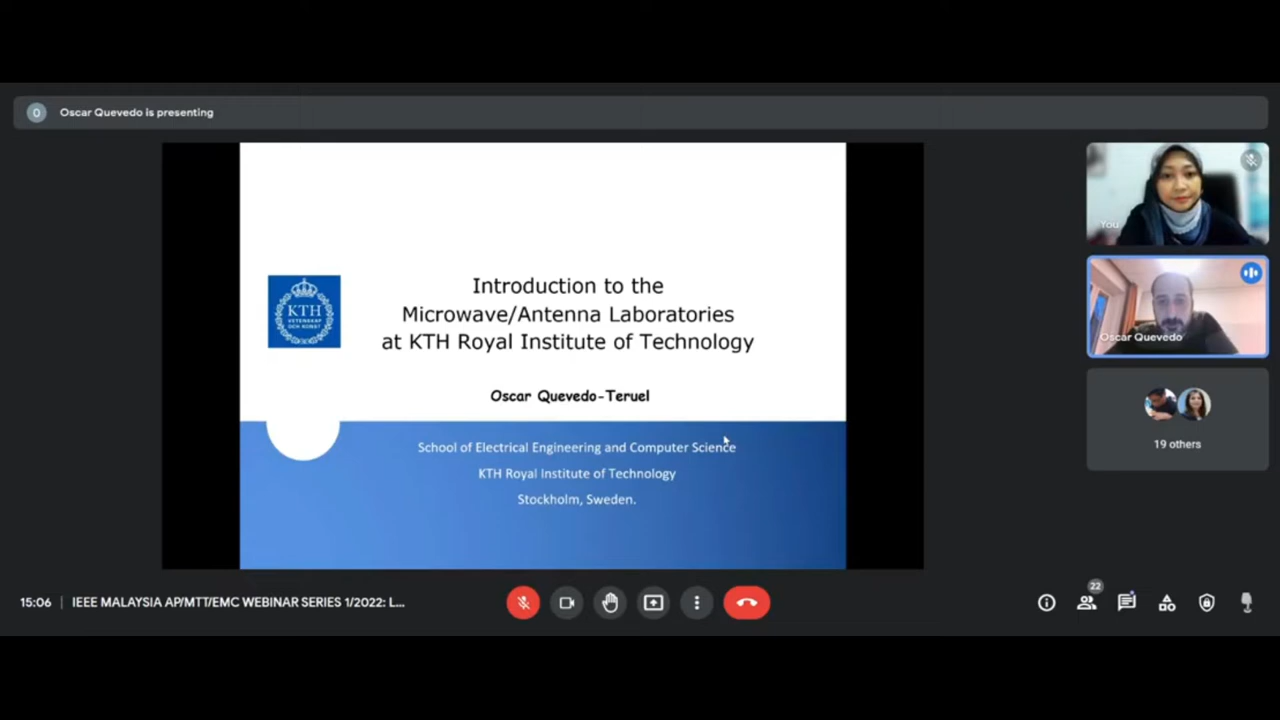 O
Oscar Quevedo is presenting
Introduction to the
Microwave/Antenna Laboratories
at KTH Royal Institute of Technology
KTH
VETENSKAP
OCH KONST
Oscar Quevedo-Teruel
School of Electrical Engineering and Computer Science
KTH Royal Institute of Technology
Stockholm, Sweden.
You
Oscar Quevedo
19 others
15:06 | IEEE MALAYSIA AP/MTT/EMC WEBINAR SERIES 1/2022: L...
22